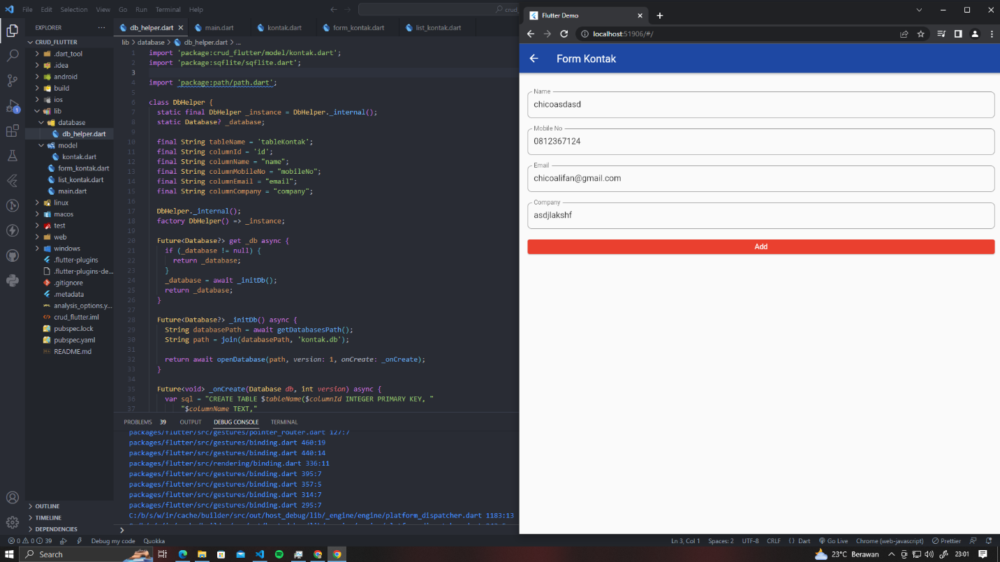 File Edit Selection View Go Run Terminal Help
crud_
EXPLORER
CRUD_FLUTTER
.dart_tool
.idea
android
build
ios
lib
database
db_helper.dart
model
kontak.dart
form_kontak.dart
list_kontak.dart
main.dart
linux
macos
test
web
windows
.flutter-plugins
.flutter-plugins-de...
.gitignore
.metadata
analysis_options.y...
crud_flutter.iml
pubspec.lock
pubspec.yaml
README.md
OUTLINE
TIMELINE
DEPENDENCIES
1
db_helper.dart main.dart kontak.dart form_kontak.dart list_kontak.dart
lib > database > db_helper.dart > ...
1 import 'package:crud_flutter/model/kontak.dart';
2 import 'package:sqflite/sqflite.dart';
3
4 import 'package:path/path.dart';
5
6 class DbHelper {
7 static final DbHelper _instance = DbHelper._internal();
8 static Database? _database;
9
10 final String tableName = 'tableKontak';
11 final String columnId = 'id';
12 final String columnName = "name";
13 final String columnMobileNo = "mobileNo";
14 final String columnEmail = "email";
15 final String columnCompany = "company";
16
17 DbHelper._internal();
18 factory DbHelper() => _instance;
19
20 Future<Database?> get _db async {
21 if (_database != null) {
22 return _database;
23 }
24 _database = await _initDb();
25 return _database;
26 }
27
28 Future<Database?> _initDb() async {
29 String databasePath = await getDatabasesPath();
30 String path = join(databasePath, 'kontak.db');
31
32 return await openDatabase(path, version: 1, onCreate: _onCreate);
33 }
34
35 Future<void> _onCreate(Database db, int version) async {
36 var sql = "CREATE TABLE $tableName($columnId INTEGER PRIMARY KEY, "
37 "$columnName TEXT,"
PROBLEMS 39 OUTPUT DEBUG CONSOLE TERMINAL
packages/flutter/src/gestures/pointer_router.dart 127:7
packages/flutter/src/gestures/binding.dart 460:19
packages/flutter/src/gestures/binding.dart 440:14
packages/flutter/src/rendering/binding.dart 336:11
packages/flutter/src/gestures/binding.dart 395:7
packages/flutter/src/gestures/binding.dart 357:5
packages/flutter/src/gestures/binding.dart 314:7
packages/flutter/src/gestures/binding.dart 295:7
C:/b/s/w/ir/cache/builder/src/out/host_debug/lib/_engine/engine/platform_dispatcher.dart 1183:13
Flutter Demo
localhost:51906/#/
Form Kontak
Name
chicoasdasd
Mobile No
0812367124
Email
chicoalifan@gmail.com
Company
asdjlakshf
Add
0 0 39 Debug my code Quokka Ln 3, Col 1 Spaces: 2 UTF-8 CRLF {} Dart Go Live Chrome (web-javascript) Prettier
Search 23°C Berawan 23:01